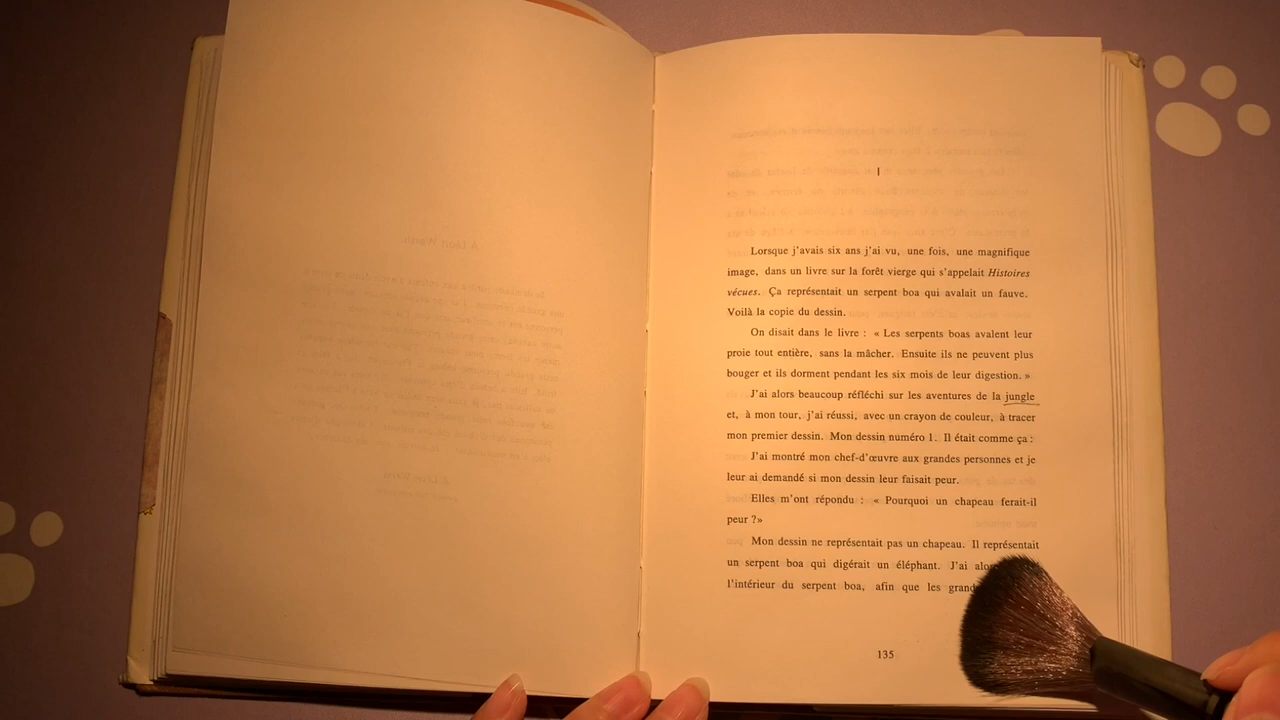 I
Lorsque j'avais six ans j'ai vu, une fois, une magnifique
image, dans un livre sur la forêt vierge qui s'appelait Histoires
vécues. Ça représentait un serpent boa qui avalait un fauve.
Voilà la copie du dessin.
On disait dans le livre : « Les serpents boas avalent leur
proie tout entière, sans la mâcher. Ensuite ils ne peuvent plus
bouger et ils dorment pendant les six mois de leur digestion. »
J'ai alors beaucoup réfléchi sur les aventures de la jungle
et, à mon tour, j'ai réussi, avec un crayon de couleur, à tracer
mon premier dessin. Mon dessin numéro 1. Il était comme ça :
J'ai montré mon chef-d'œuvre aux grandes personnes et je
leur ai demandé si mon dessin leur faisait peur.
Elles m'ont répondu : « Pourquoi un chapeau ferait-il
peur ?»
Mon dessin ne représentait pas un chapeau. Il représentait
un serpent boa qui digérait un éléphant. J'ai
l'intérieur du serpent boa, afin que les
135